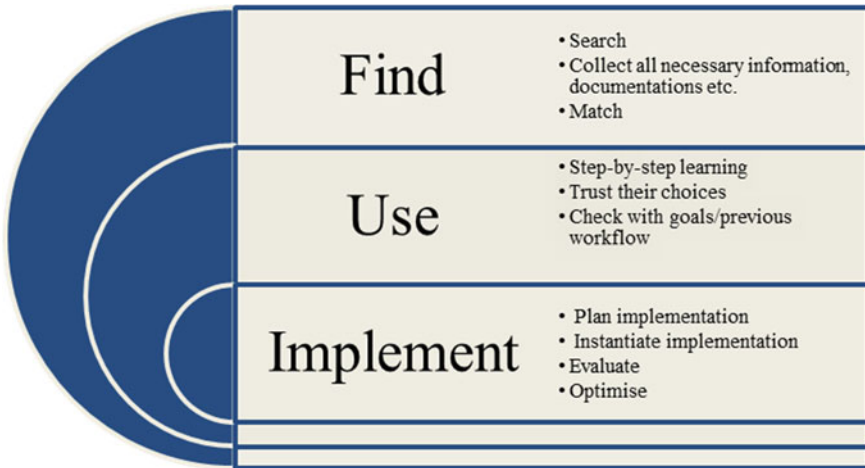 Find
• Search
• Collect all necessary information,
documentations etc.
• Match
Use
• Step-by-step learning
• Trust their choices
• Check with goals/previous
workflow
Implement
• Plan implementation
• Instantiate implementation
• Evaluate
• Optimise